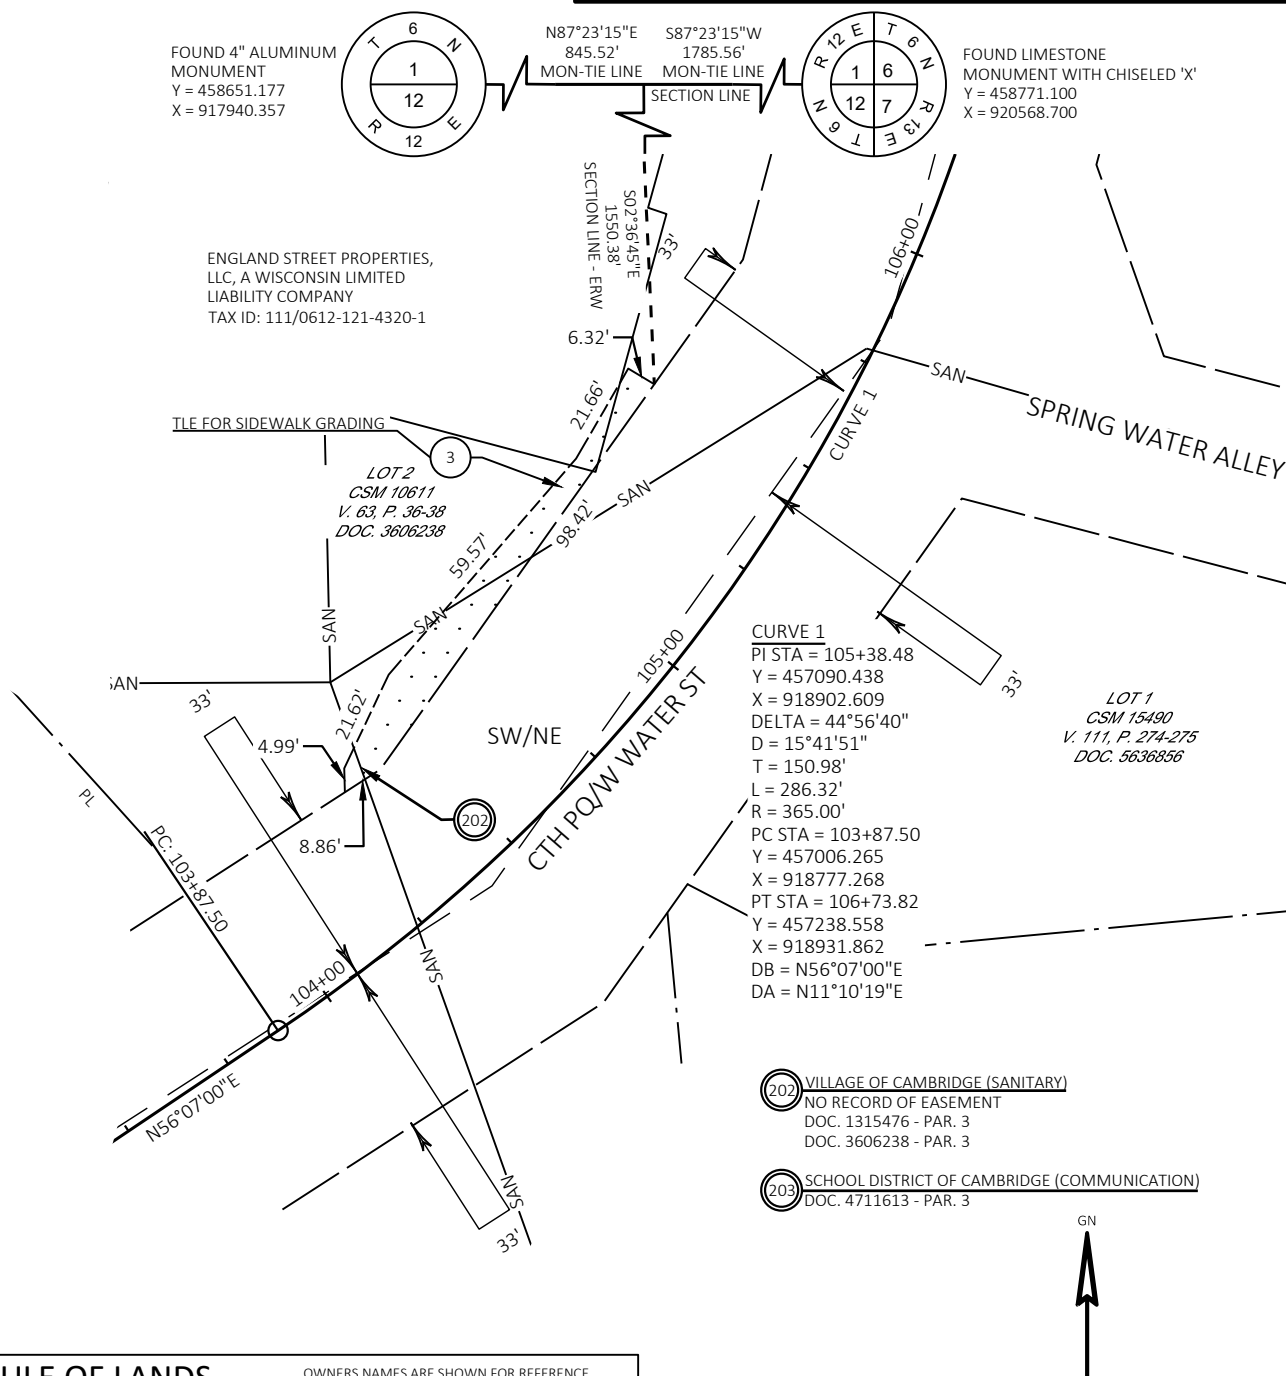 FOUND 4" ALUMINUM
MONUMENT
Y = 458651.177
X = 917940.357
6
T N
1
12
R E
12
N87°23'15"E
845.52'
MON-TIE LINE
S87°23'15"W
1785.56'
MON-TIE LINE
SECTION LINE
R 12 E T 6 N
1 6
12 7
T 6 N R 13 E
FOUND LIMESTONE
MONUMENT WITH CHISELED 'X'
Y = 458771.100
X = 920568.700
S02°36'45"E
1550.38'
SECTION LINE - ERW
33'
106+00
ENGLAND STREET PROPERTIES,
LLC, A WISCONSIN LIMITED
LIABILITY COMPANY
TAX ID: 111/0612-121-4320-1
6.32'
SAN
SPRING WATER ALLEY
21.66'
CURVE 1
TLE FOR SIDEWALK GRADING
3
LOT 2
CSM 10611
V. 63, P. 36-38
DOC. 3606238
SAN
98.42'
59.57'
SAN
SAN
SAN
105+00
33'
33'
21.62'
4.99'
SW/NE
CTH PQ/W WATER ST
202
8.86'
PL
PC: 103+87.50
CURVE 1
PI STA = 105+38.48
Y = 457090.438
X = 918902.609
DELTA = 44°56'40"
D = 15°41'51"
T = 150.98'
L = 286.32'
R = 365.00'
PC STA = 103+87.50
Y = 457006.265
X = 918777.268
PT STA = 106+73.82
Y = 457238.558
X = 918931.862
DB = N56°07'00"E
DA = N11°10'19"E
LOT 1
CSM 15490
V. 111, P. 274-275
DOC. 5636856
SAN
104+00
N56°07'00"E
SAN
33'
202 VILLAGE OF CAMBRIDGE (SANITARY)
NO RECORD OF EASEMENT
DOC. 1315476 - PAR. 3
DOC. 3606238 - PAR. 3
203 SCHOOL DISTRICT OF CAMBRIDGE (COMMUNICATION)
DOC. 4711613 - PAR. 3
GN
OF LANDS
OWNERS NAMES ARE SHOWN FOR REFERENCE